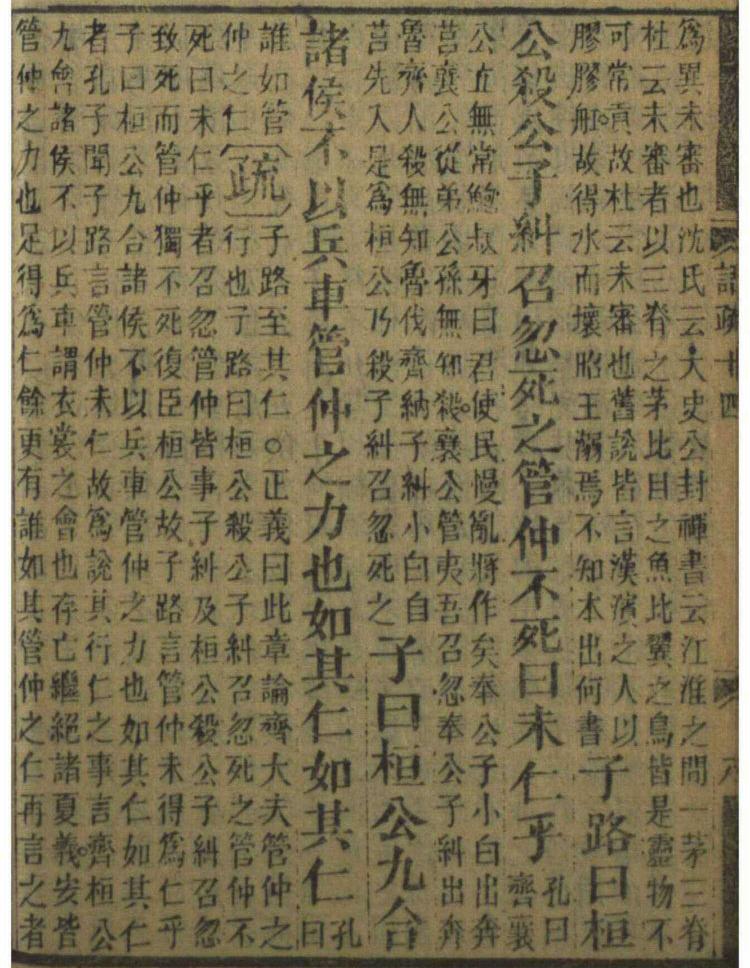 語疏十四
八
爲異未審也沈氏云大史公封禪書云江淮之間一茅三脊
杜云未審者以三脊之茅比目之魚比翼之鳥皆是靈物不
可常貢故杜云未審也舊說皆言漢濱之人以
膠膠舡故得水而壞昭王溺焉不知本出何書
子路曰桓
公殺公子糾召忽死之管仲不死曰未仁乎
孔曰
齊襄
公立無常鮑叔牙曰君使民慢亂將作矣奉公子小白出奔
莒襄公從弟公孫無知殺襄公管夷吾召忽奉公子糾出奔
魯齊人殺無知魯伐齊納子糾小白自
莒先入是爲桓公乃殺子糾召忽死之
子曰桓公九合
諸侯不以兵車管仲之力也如其仁如其仁
孔
曰
誰如管
仲之仁
疏
子路至其仁○正義曰此章論齊大夫管仲之
行也子路曰桓公殺公子糾召忽死之管仲不
死曰未仁乎者召忽管仲皆事子糾及桓公殺公子糾召忽
致死而管仲獨不死復臣桓公故子路言管仲未得爲仁乎
子曰桓公九合諸侯不以兵車管仲之力也如其仁如其仁
者孔子聞子路言管仲未仁故爲說其行仁之事言齊桓公
九會諸侯不以兵車謂衣裳之會也存亡繼絕諸夏義安皆
管仲之力也足得爲仁餘更有誰如其管仲之仁再言之者